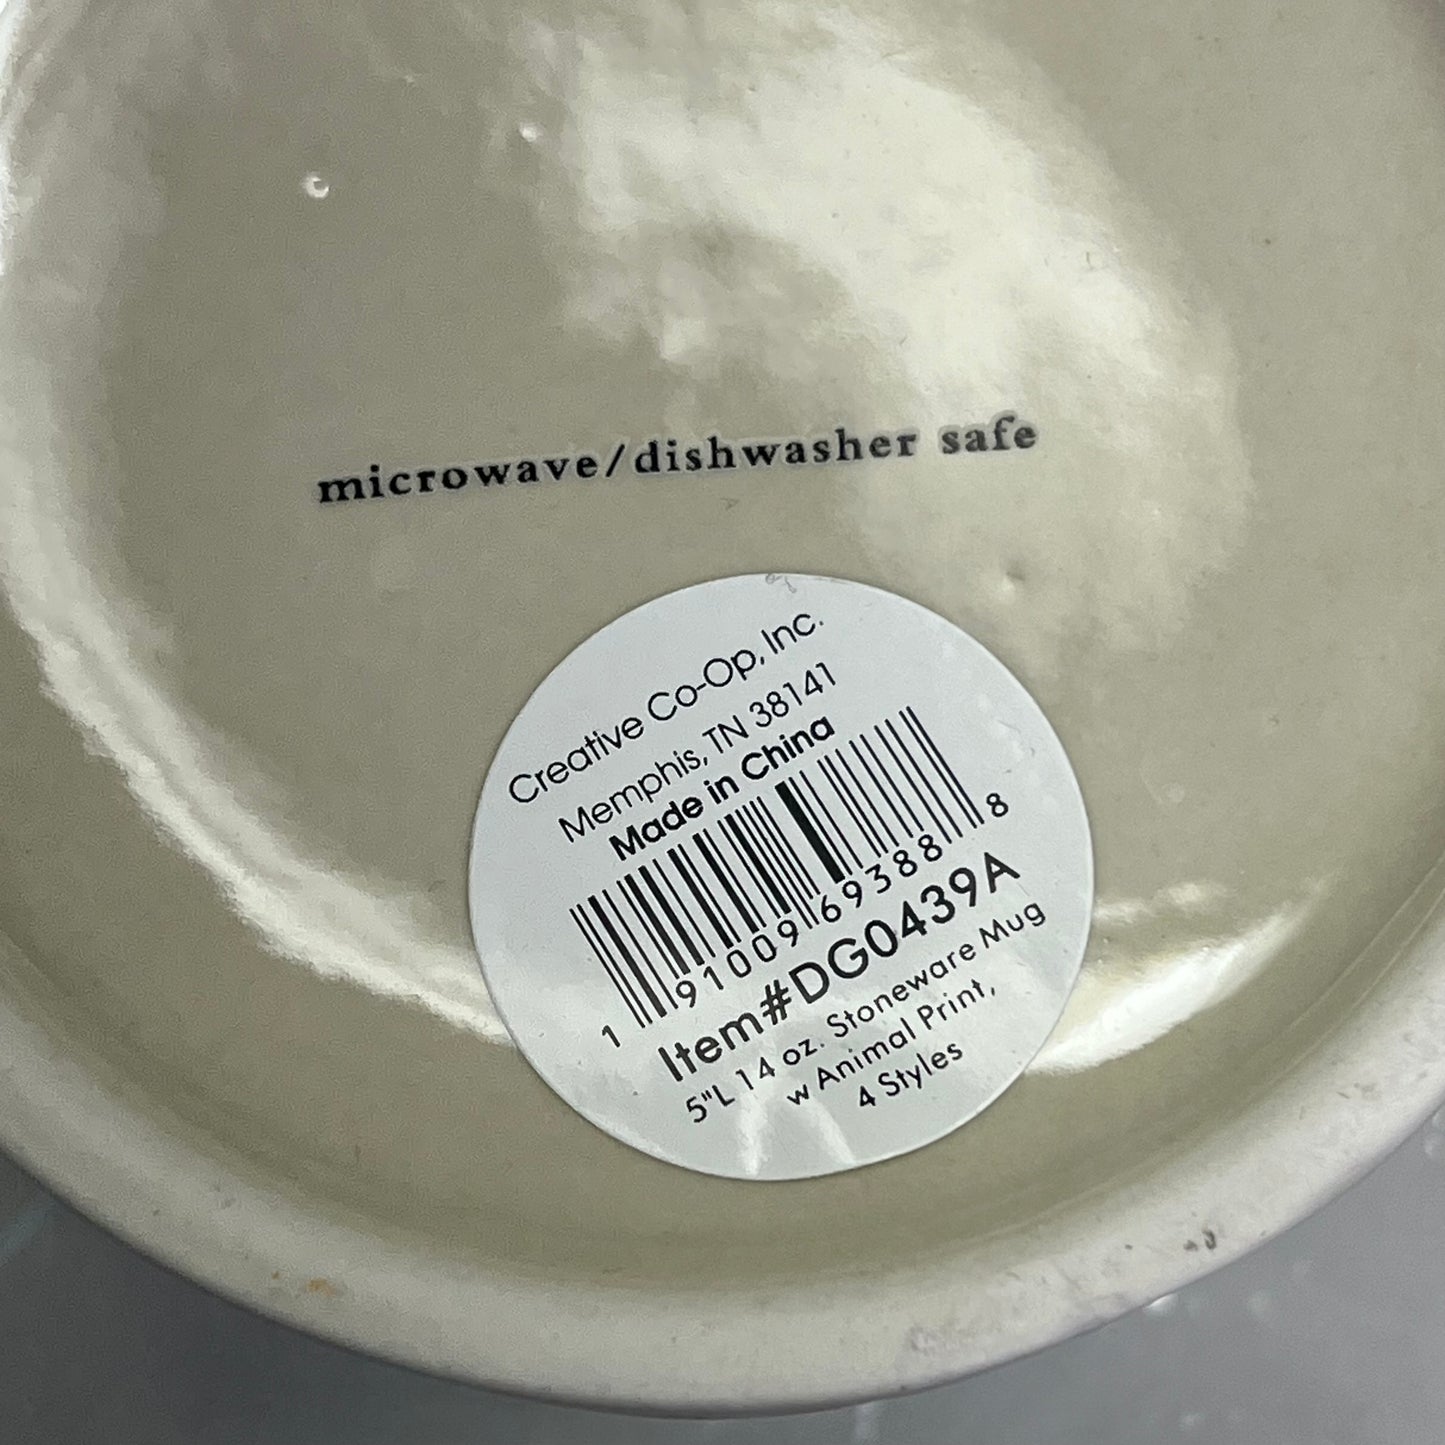 microwave/dishwasher safe
Creative Co-Op, Inc.
Memphis, TN 38141
Made in China
1 91009 69388 8
Item#DG0439A
5"L 14 oz. Stoneware Mug
w Animal Print,
4 Styles